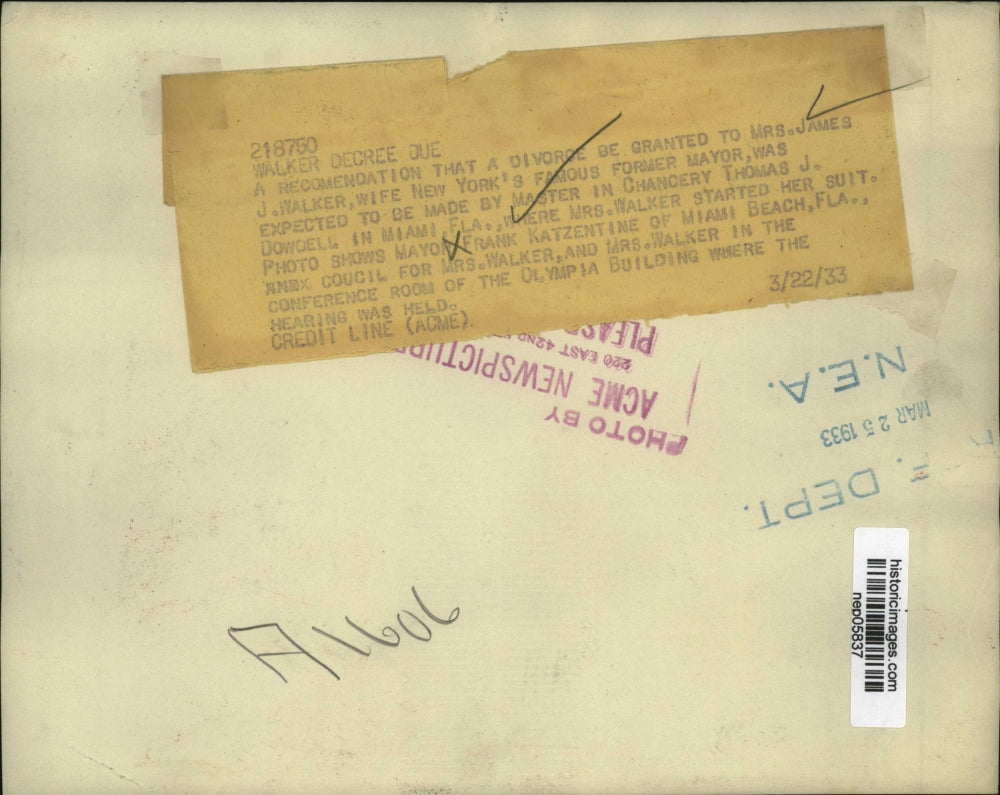 218750
WALKER DECREE DUE
A RECOMENDATION THAT A DIVORCE BE GRANTED TO MRS.JAMES
J.WALKER,WIFE NEW YORK'S FAMOUS FORMER MAYOR,WAS
EXPECTED TO BE MADE BY MASTER IN CHANCERY THOMAS J.
DOWDELL IN MIAMI,FLA.,WHERE MRS.WALKER STARTED HER SUIT.
PHOTO SHOWS MAYOR FRANK KATZENTINE OF MIAMI BEACH,FLA.,
COUCIL FOR MRS.WALKER,AND MRS.WALKER IN THE
CONFERENCE ROOM OF THE OLYMPIA BUILDING WHERE THE
HEARING WAS HELD.
CREDIT LINE (ACME).
3/22/33
PHOTO BY
ACME NEWSPICTURE
220 EAST 42ND
PLEAS
N.E.A.
MAR 25 1933
DEPT.
A1606
historicimages.com
nep05837